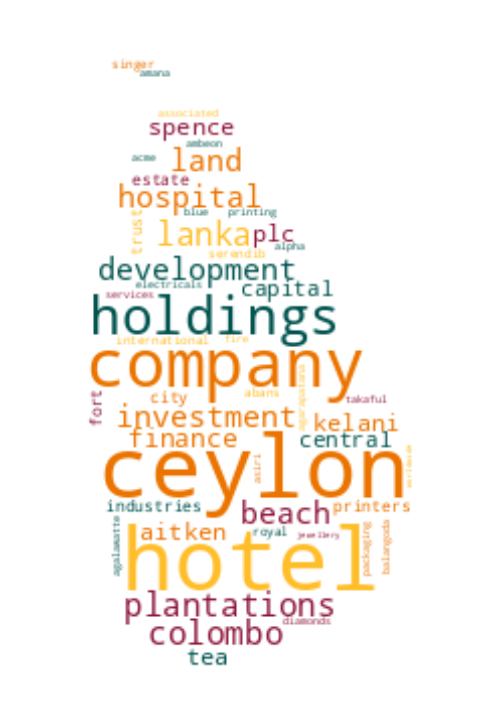 singer
amana
associated
spence
ambeon
acme
land
estate
hospital
blue
printing
trust
lanka
plc
alpha
serendib
development
electricals
capital
services
holdings
international
fire
company
abans
agarapatana
takaful
fort
city
investment
kelani
finance
central
ceylon
asiri
industries
beach
printers
aitken
royal
jewellery
agalawatte
hotel
packaging
balangoda
plantations
diamonds
colombo
tea